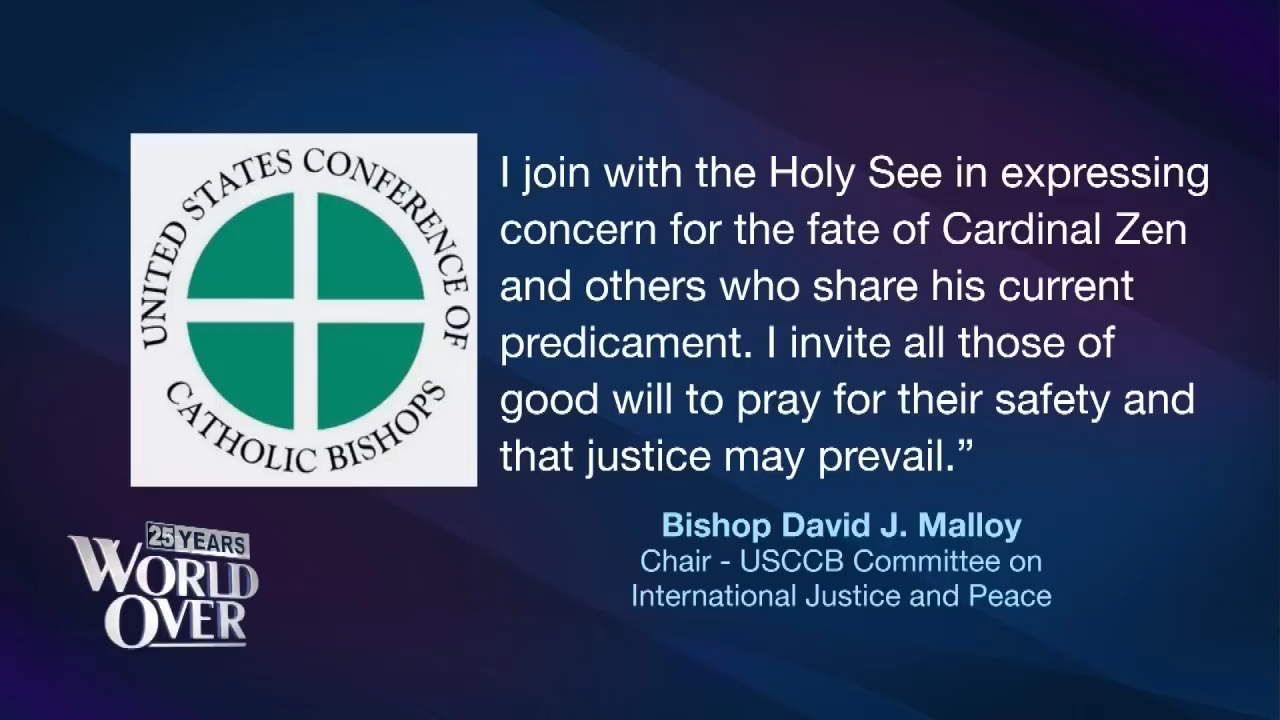 UNITED STATES CONFERENCE OF
CATHOLIC BISHOPS
I join with the Holy See in expressing
concern for the fate of Cardinal Zen
and others who share his current
predicament. I invite all those of
good will to pray for their safety and
that justice may prevail.”
Bishop David J. Malloy
Chair - USCCB Committee on
International Justice and Peace
25 YEARS
WORLD
OVER